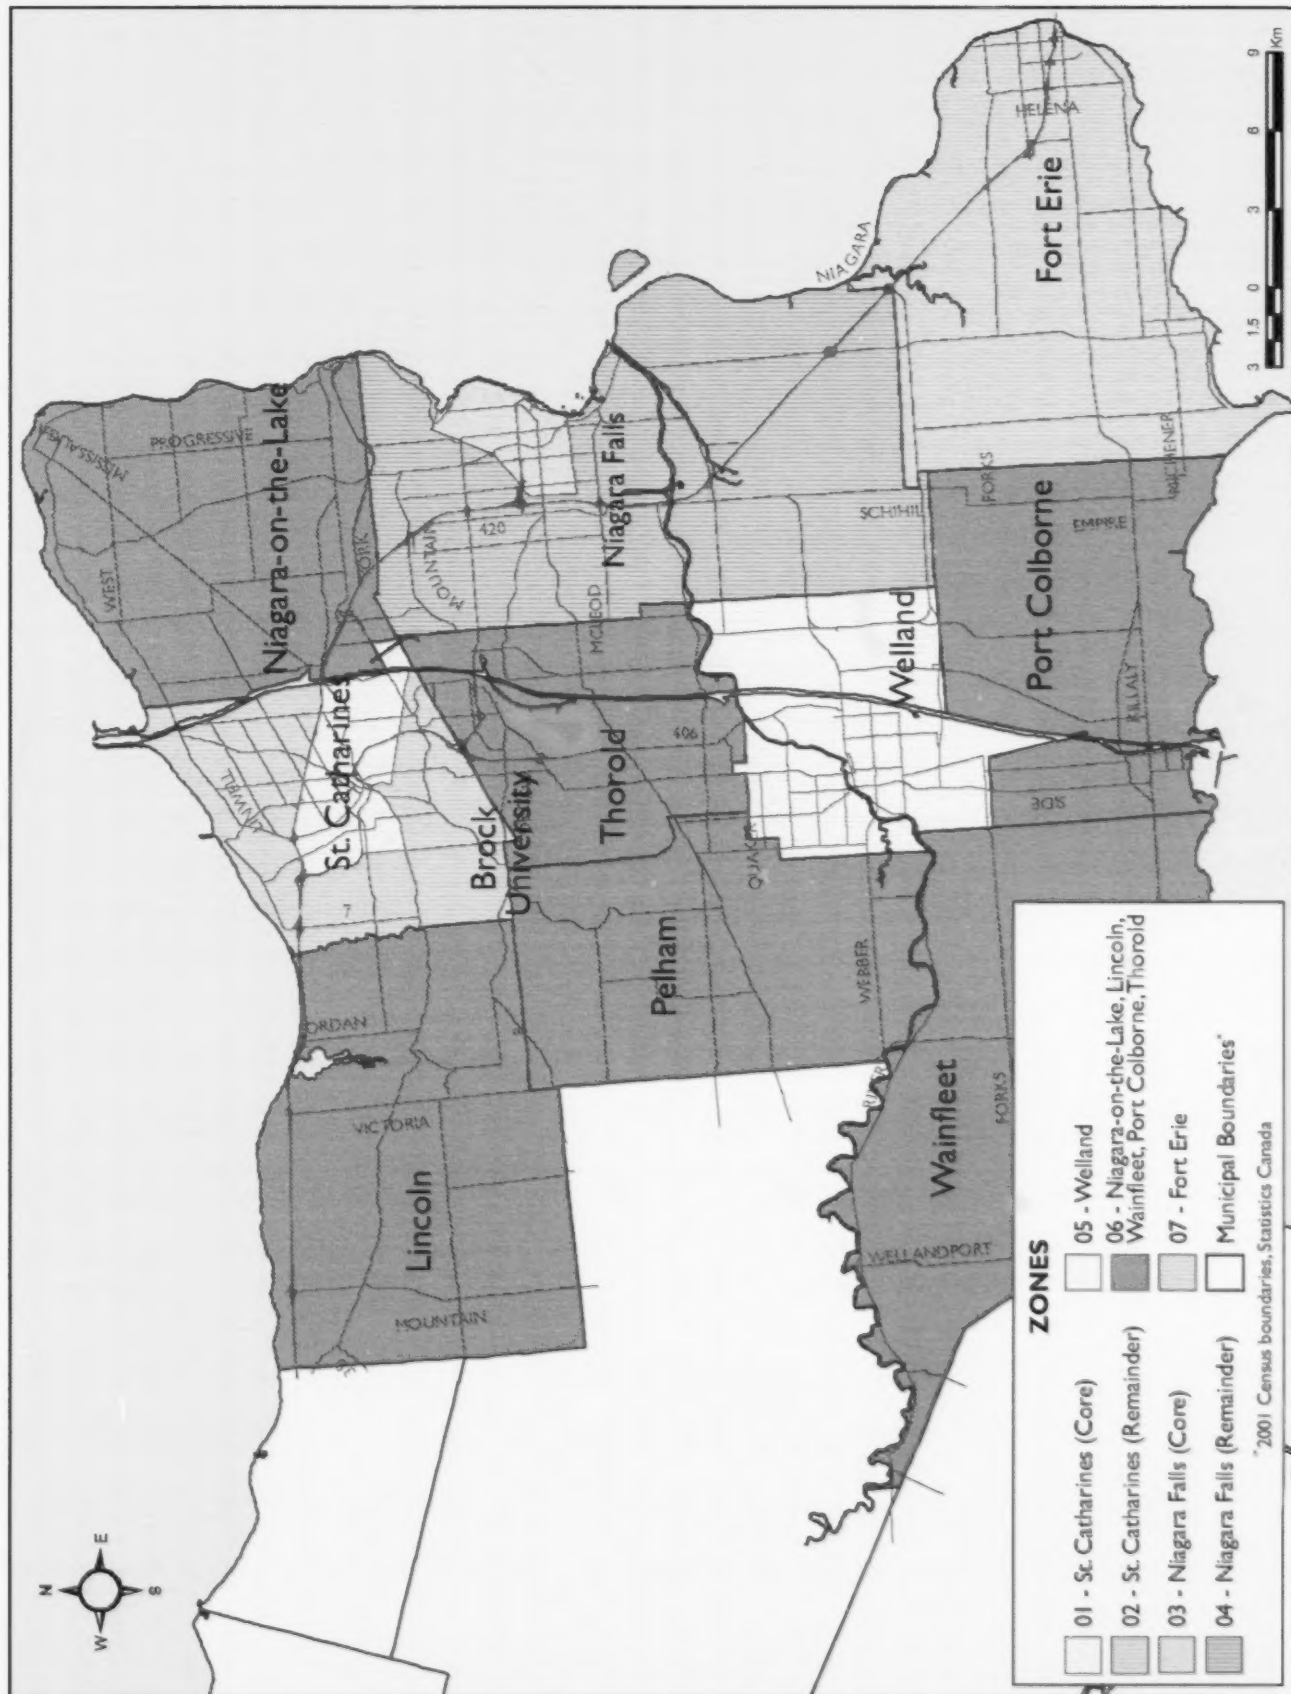 N
W
E
S
MISSISSAUGA
WEST
PROGRESSIVE
Niagara-on-the-Lake
YORK
St. Catharines
LINWELL
7
Brock
University
JORDAN
VICTORIA
Lincoln
MOUNTAIN
MOUNTAIN
420
MCLEOD
Niagara Falls
Thorold
406
Pelham
QUAKER
WEBBER
RIVER
Wainfleet
FORKS
WELLANDPORT
Welland
SCHIHIL
NIAGARA
Port Colborne
FORKS
EMPIRE
KILLALY
SIDE
Fort Erie
HELENA
3 1.5 0 3 6 9
Km
ZONES
01 - St. Catharines (Core)
02 - St. Catharines (Remainder)
03 - Niagara Falls (Core)
04 - Niagara Falls (Remainder)
05 - Welland
06 - Niagara-on-the-Lake, Lincoln,
Wainfleet, Port Colborne, Thorold
07 - Fort Erie
Municipal Boundaries*
*2001 Census boundaries, Statistics Canada